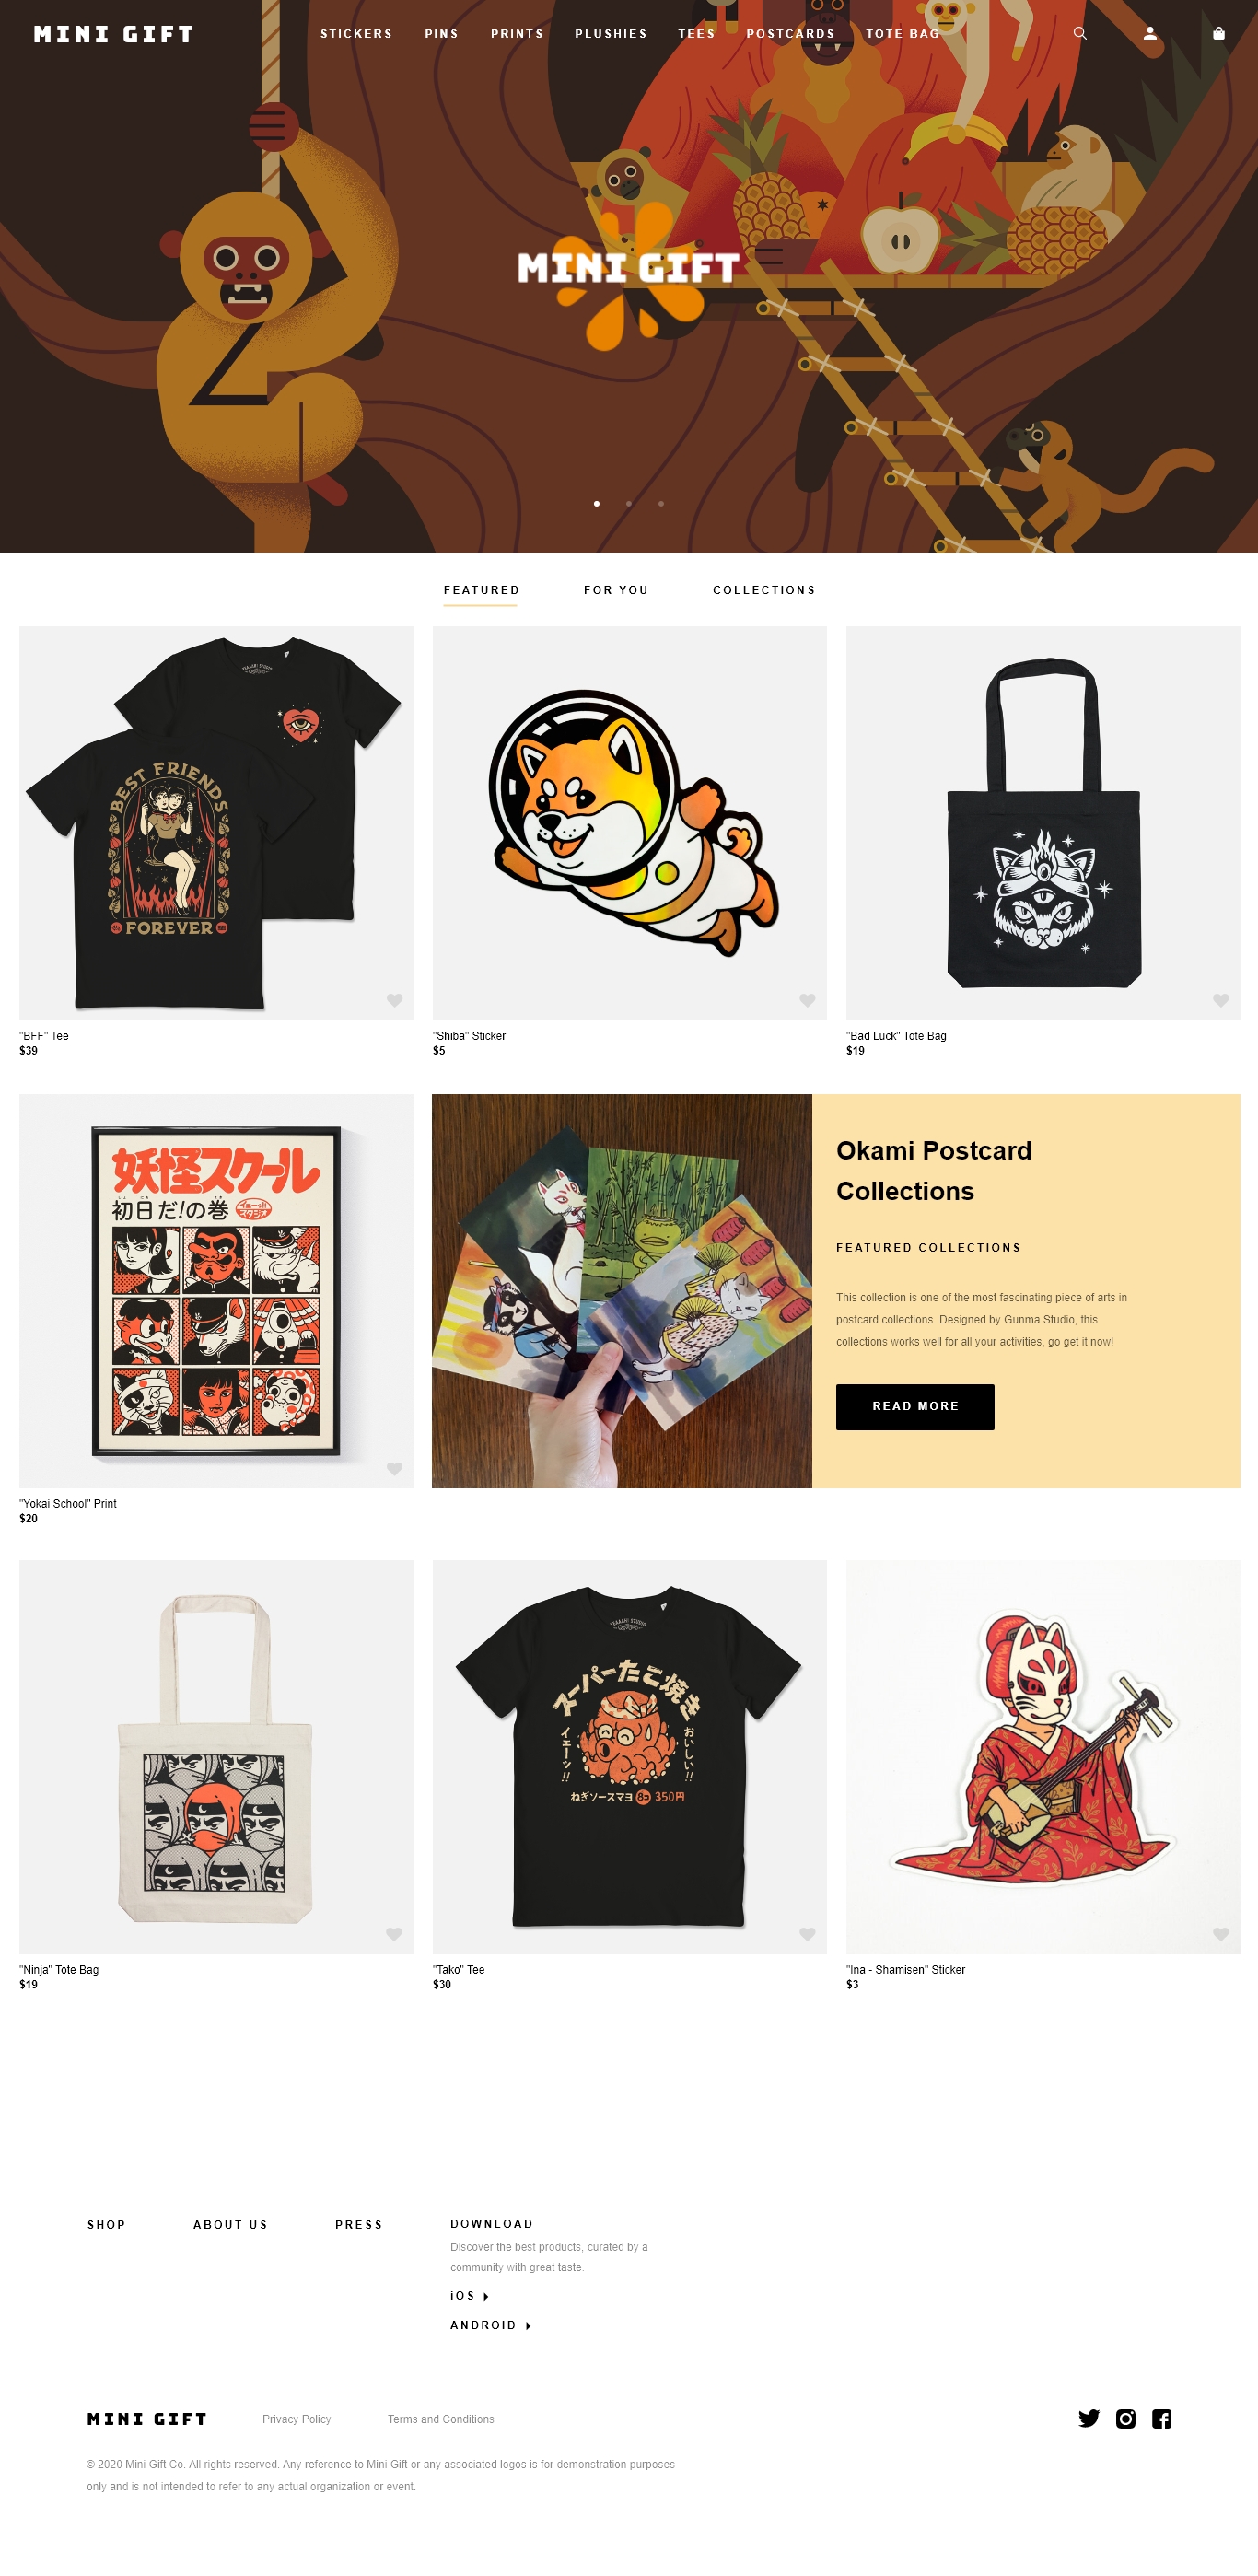 MINI GIFT
STICKERS PINS PRINTS PLUSHIES TEES POSTCARDS TOTE BAG
MINI GIFT
FEATURED FOR YOU COLLECTIONS
BEST FRIENDS
FOREVER
"BFF" Tee
$39
"Shiba" Sticker
$5
"Bad Luck" Tote Bag
$19
妖怪スクール
初日だ!の巻
"Yokai School" Print
$20
Okami Postcard
Collections
FEATURED COLLECTIONS
This collection is one of the most fascinating piece of arts in
postcard collections. Designed by Gunma Studio, this
collections works well for all your activities, go get it now!
READ MORE
"Ninja" Tote Bag
$19
スーパーたこ焼き
イェーッ!!
おいしい!!
ねぎソースマヨ 8コ 350円
"Tako" Tee
$30
"Ina - Shamisen" Sticker
$3
SHOP
ABOUT US
PRESS
DOWNLOAD
Discover the best products, curated by a
community with great taste.
iOS
ANDROID
MINI GIFT Privacy Policy Terms and Conditions
© 2020 Mini Gift Co. All rights reserved. Any reference to Mini Gift or any associated logos is for demonstration purposes
only and is not intended to refer to any actual organization or event.